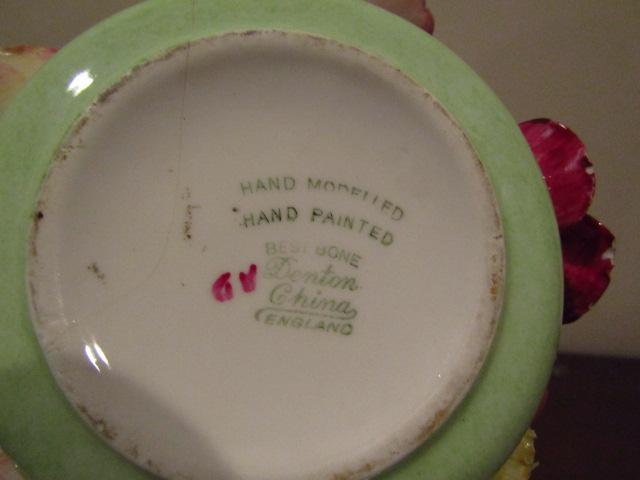 HAND MODELLED
HAND PAINTED
BEST BONE
Denton
China
ENGLAND